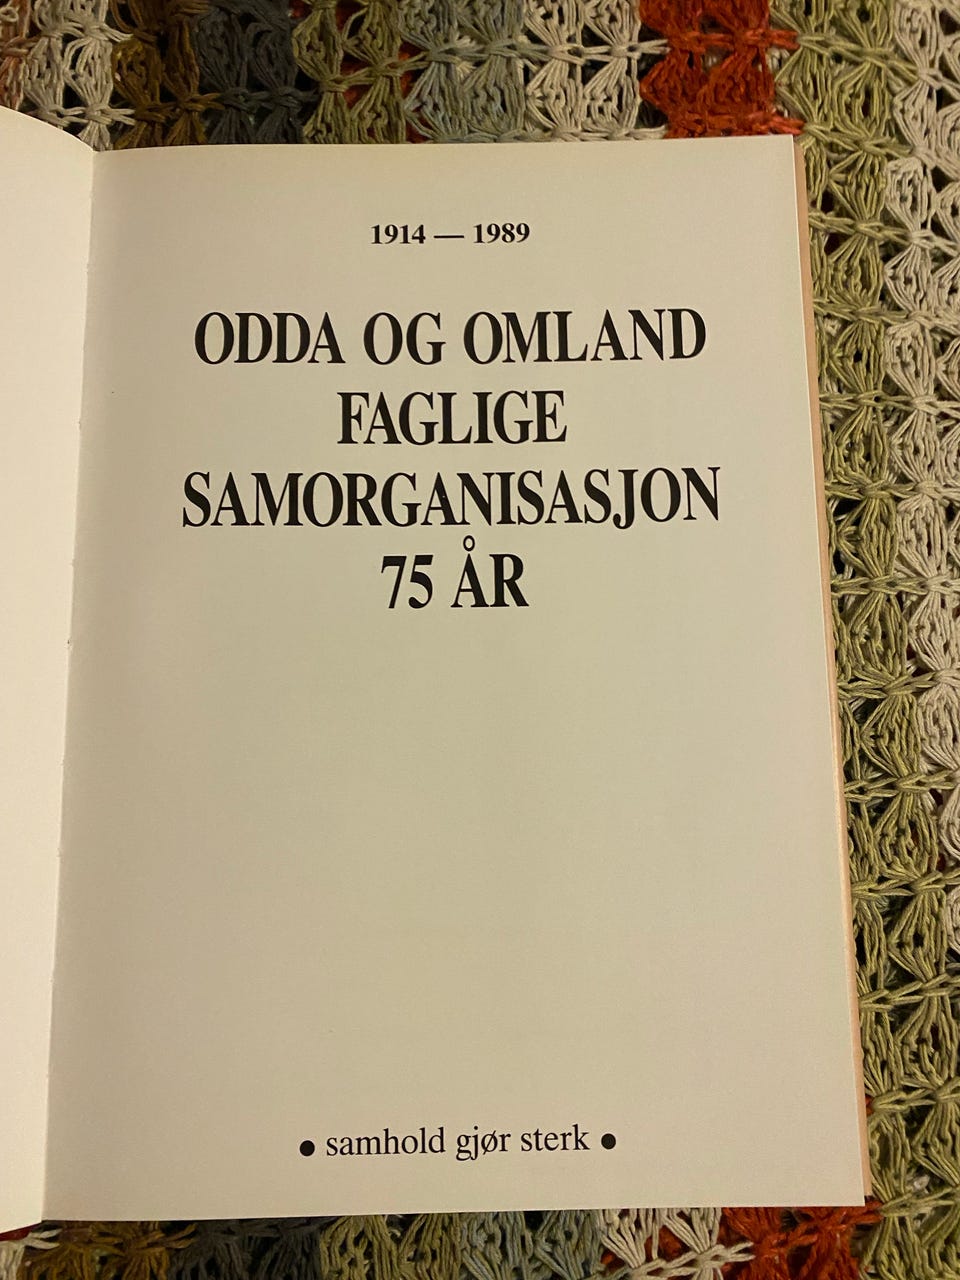 1914 — 1989
ODDA OG OMLAND
FAGLIGE
SAMORGANISASJON
75 ÅR
• samhold gjør sterk •